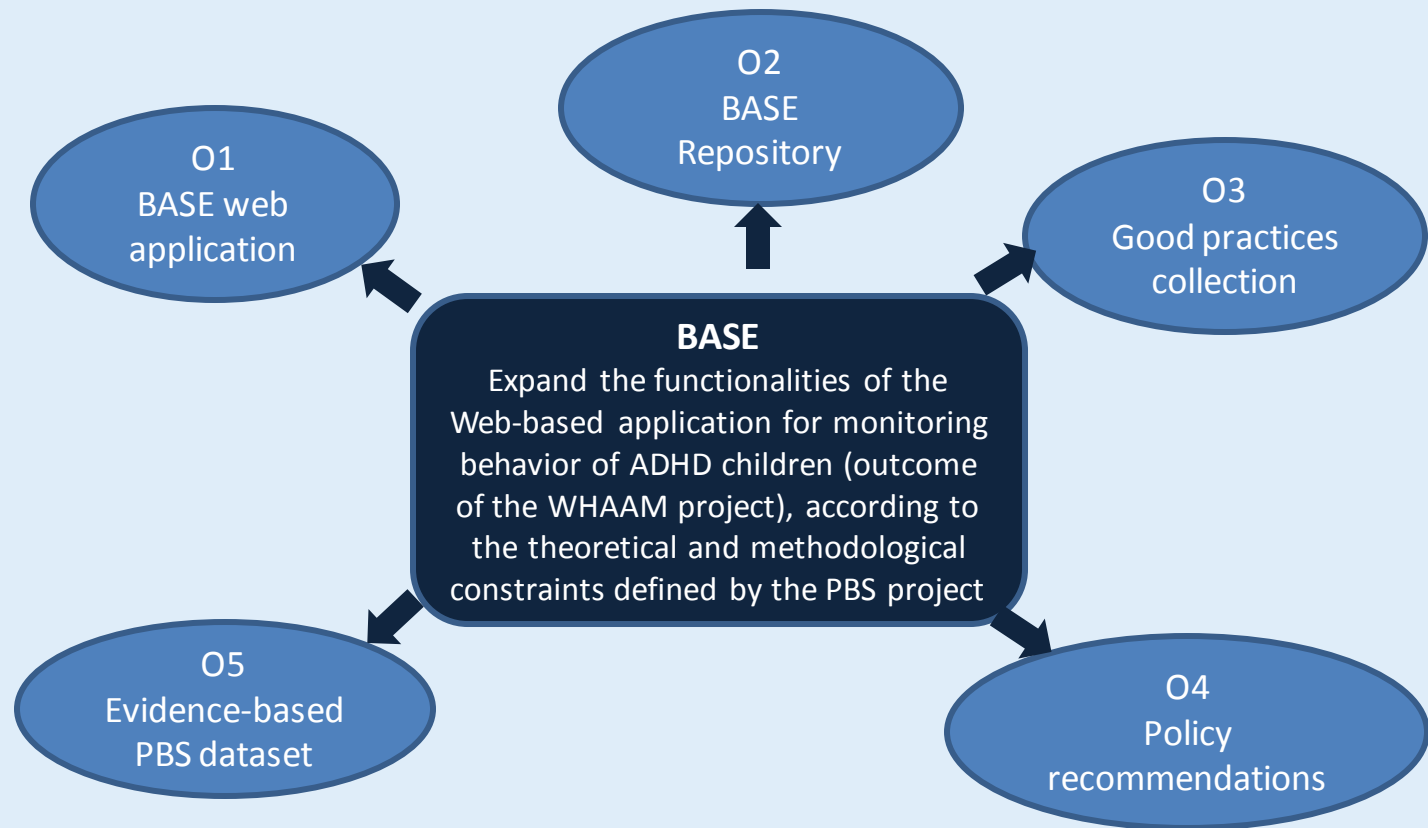 O1
BASE web
application
O2
BASE
Repository
O3
Good practices
collection
BASE
Expand the functionalities of the
Web-based application for monitoring
behavior of ADHD children (outcome
of the WHAAM project), according to
the theoretical and methodological
constraints defined by the PBS project
O5
Evidence-based
PBS dataset
O4
Policy
recommendations